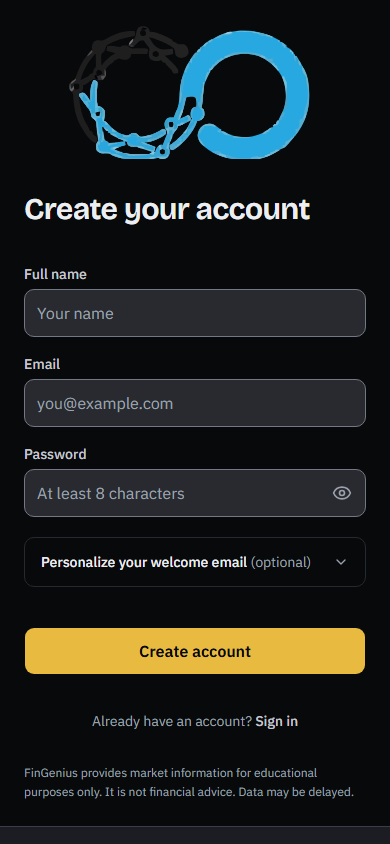 Create your account
Full name
Your name
Email
you@example.com
Password
At least 8 characters
Personalize your welcome email (optional)
Create account
Already have an account? Sign in
FinGenius provides market information for educational
purposes only. It is not financial advice. Data may be delayed.